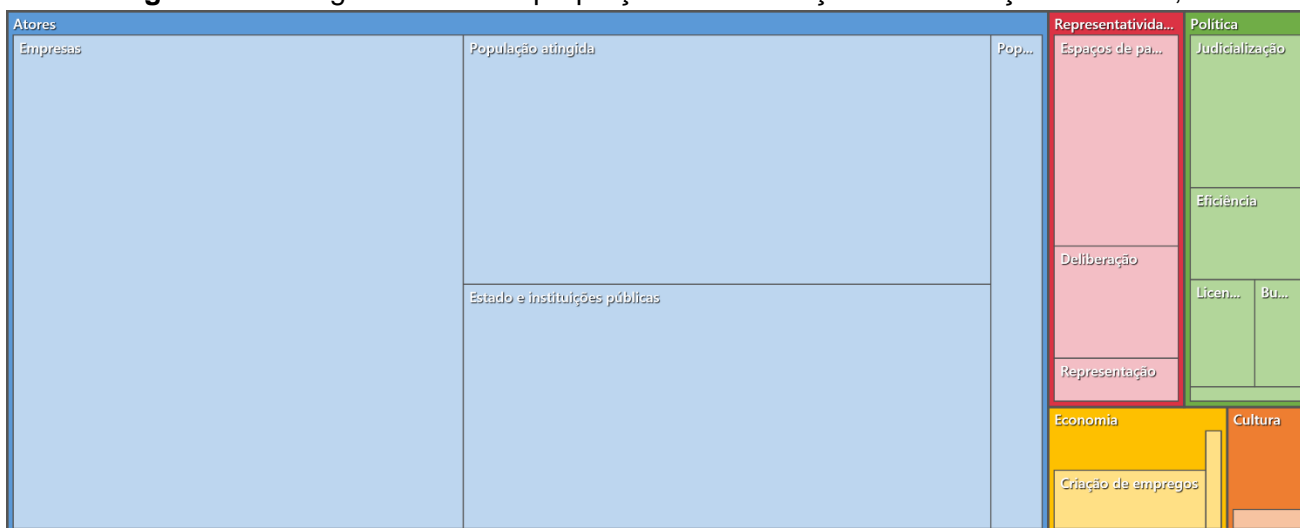 Atores
Empresas
População atingida
Pop...
Estado e instituições públicas
Representativida...
Espaços de pa...
Deliberação
Representação
Política
Judicialização
Eficiência
Licen...
Bu...
Economia
Criação de empregos
Cultura